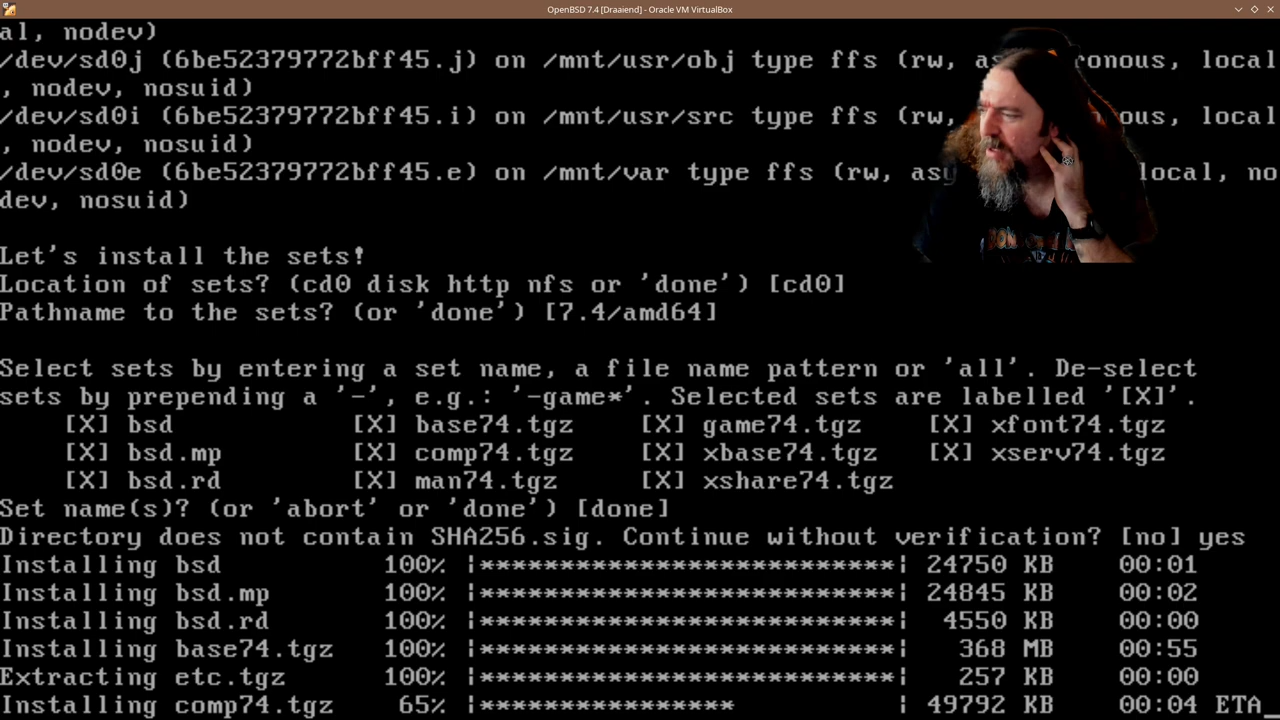 OpenBSD 7.4 [Draaiend] - Oracle VM VirtualBox
al, nodev)
/dev/sd0j (6be52379772bff45.j) on /mnt/usr/obj type ffs (rw, as ronous, local
, nodev, nosuid)
/dev/sd0i (6be52379772bff45.i) on /mnt/usr/src type ffs (rw, ous, local
, nodev, nosuid)
/dev/sd0e (6be52379772bff45.e) on /mnt/var type ffs (rw, asy local, no
dev, nosuid)
Let's install the sets!
Location of sets? (cd0 disk http nfs or 'done') [cd0]
Pathname to the sets? (or 'done') [7.4/amd64]
Select sets by entering a set name, a file name pattern or 'all'. De-select
sets by prepending a '-', e.g.: '-game*'. Selected sets are labelled '[X]'.
[X] bsd [X] base74.tgz [X] game74.tgz [X] xfont74.tgz
[X] bsd.mp [X] comp74.tgz [X] xbase74.tgz [X] xserv74.tgz
[X] bsd.rd [X] man74.tgz [X] xshare74.tgz
Set name(s)? (or 'abort' or 'done') [done]
Directory does not contain SHA256.sig. Continue without verification? [no] yes
Installing bsd 100% |**************************| 24750 KB 00:01
Installing bsd.mp 100% |**************************| 24845 KB 00:02
Installing bsd.rd 100% |**************************| 4550 KB 00:00
Installing base74.tgz 100% |**************************| 368 MB 00:55
Extracting etc.tgz 100% |**************************| 257 KB 00:00
Installing comp74.tgz 65% |**************** | 49792 KB 00:04 ETA_